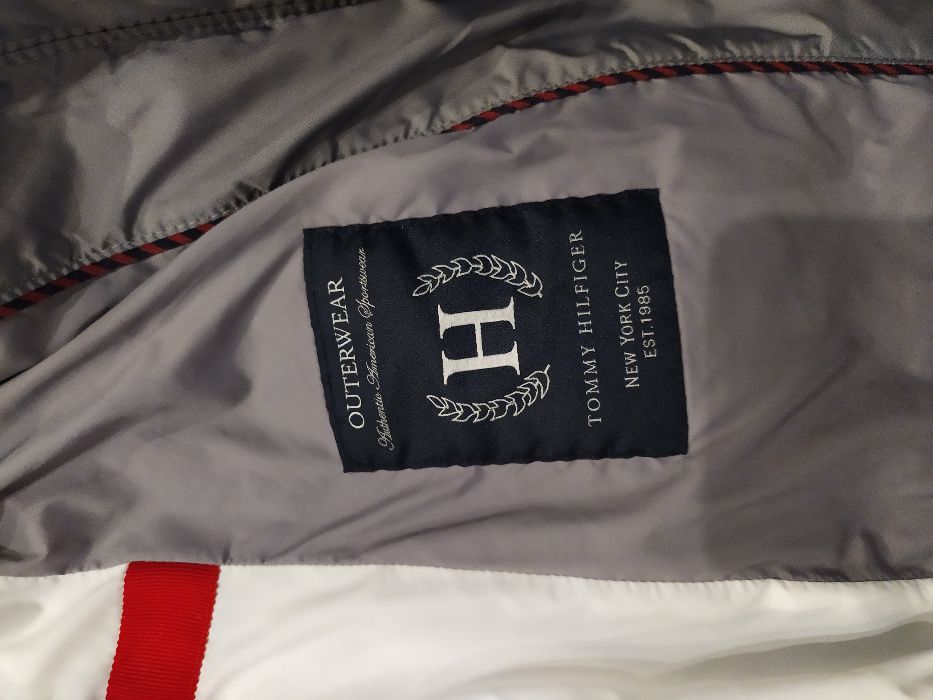 OUTERWEAR
Authentic American Sportswear
H
TOMMY HILFIGER
NEW YORK CITY
EST.1985